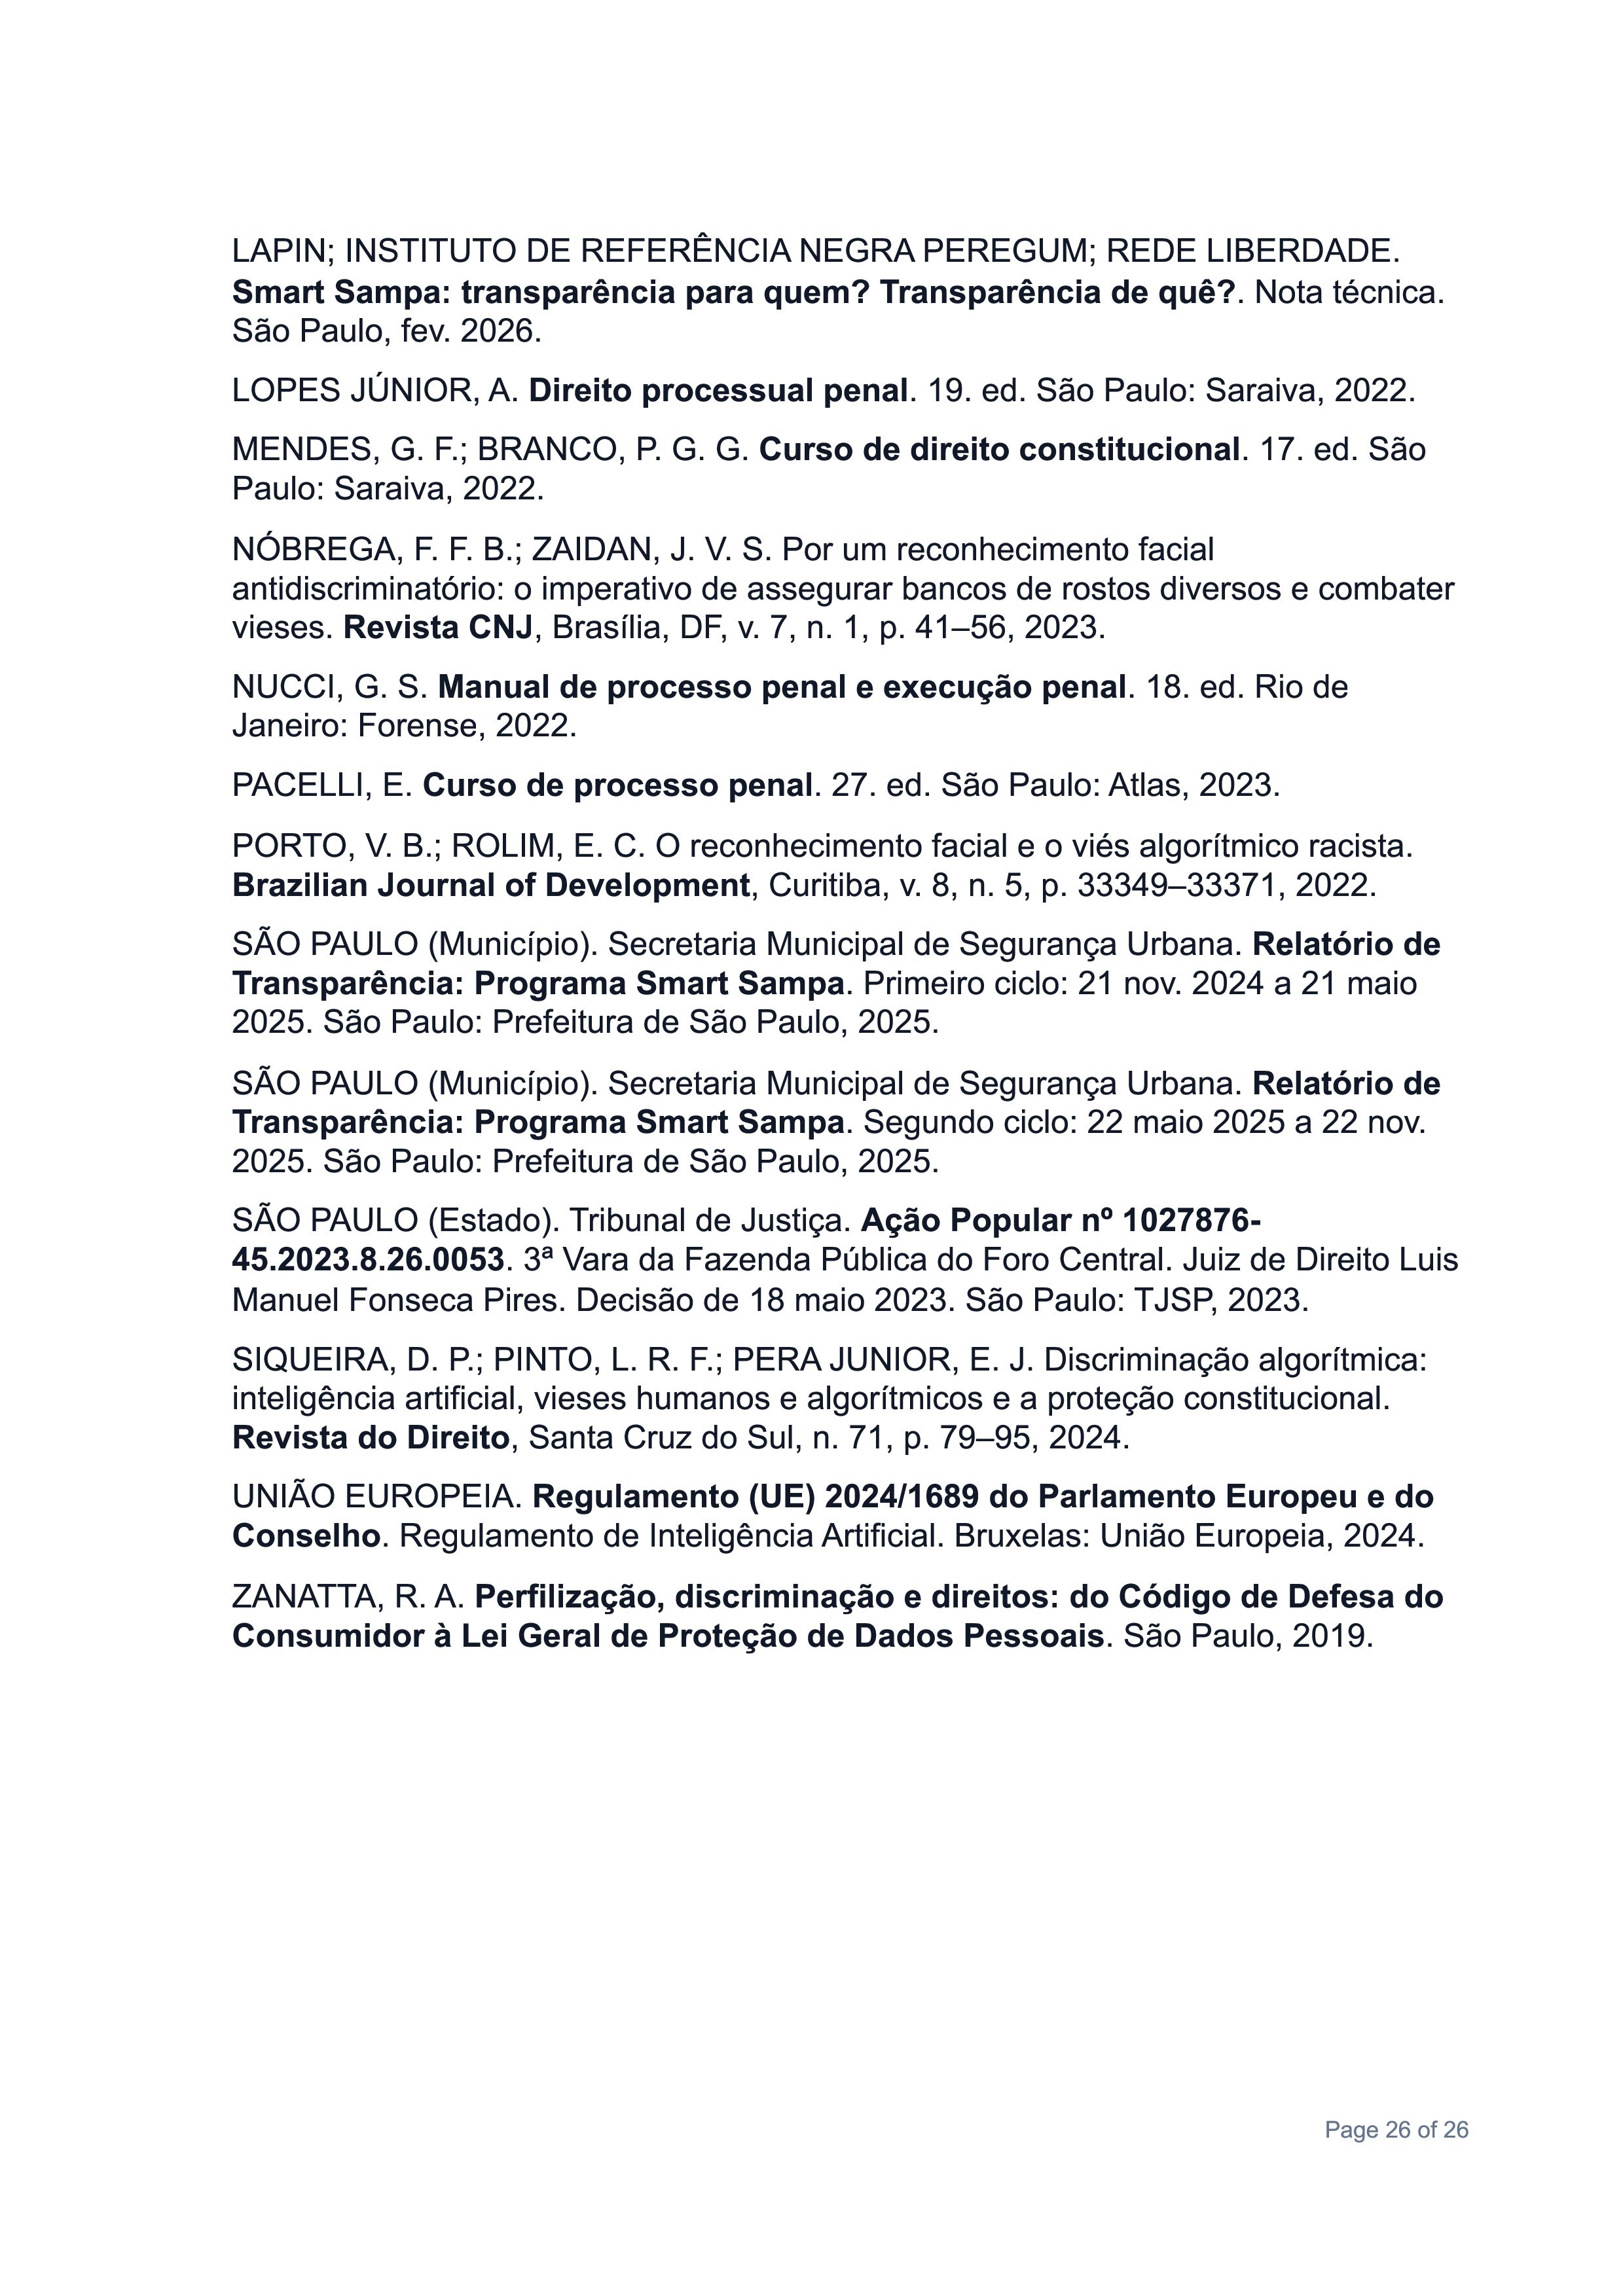 LAPIN; INSTITUTO DE REFERÊNCIA NEGRA PEREGUM; REDE LIBERDADE.
Smart Sampa: transparência para quem? Transparência de quê?. Nota técnica.
São Paulo, fev. 2026.
LOPES JÚNIOR, A. Direito processual penal. 19. ed. São Paulo: Saraiva, 2022.
MENDES, G. F.; BRANCO, P. G. G. Curso de direito constitucional. 17. ed. São
Paulo: Saraiva, 2022.
NÓBREGA, F. F. B.; ZAIDAN, J. V. S. Por um reconhecimento facial
antidiscriminatório: o imperativo de assegurar bancos de rostos diversos e combater
vieses. Revista CNJ, Brasília, DF, v. 7, n. 1, p. 41–56, 2023.
NUCCI, G. S. Manual de processo penal e execução penal. 18. ed. Rio de
Janeiro: Forense, 2022.
PACELLI, E. Curso de processo penal. 27. ed. São Paulo: Atlas, 2023.
PORTO, V. B.; ROLIM, E. C. O reconhecimento facial e o viés algorítmico racista.
Brazilian Journal of Development, Curitiba, v. 8, n. 5, p. 33349–33371, 2022.
SÃO PAULO (Município). Secretaria Municipal de Segurança Urbana. Relatório de
Transparência: Programa Smart Sampa. Primeiro ciclo: 21 nov. 2024 a 21 maio
2025. São Paulo: Prefeitura de São Paulo, 2025.
SÃO PAULO (Município). Secretaria Municipal de Segurança Urbana. Relatório de
Transparência: Programa Smart Sampa. Segundo ciclo: 22 maio 2025 a 22 nov.
2025. São Paulo: Prefeitura de São Paulo, 2025.
SÃO PAULO (Estado). Tribunal de Justiça. Ação Popular nº 1027876-
45.2023.8.26.0053. 3ª Vara da Fazenda Pública do Foro Central. Juiz de Direito Luis
Manuel Fonseca Pires. Decisão de 18 maio 2023. São Paulo: TJSP, 2023.
SIQUEIRA, D. P.; PINTO, L. R. F.; PERA JUNIOR, E. J. Discriminação algorítmica:
inteligência artificial, vieses humanos e algorítmicos e a proteção constitucional.
Revista do Direito, Santa Cruz do Sul, n. 71, p. 79–95, 2024.
UNIÃO EUROPEIA. Regulamento (UE) 2024/1689 do Parlamento Europeu e do
Conselho. Regulamento de Inteligência Artificial. Bruxelas: União Europeia, 2024.
ZANATTA, R. A. Perfilização, discriminação e direitos: do Código de Defesa do
Consumidor à Lei Geral de Proteção de Dados Pessoais. São Paulo, 2019.
Page 26 of 26